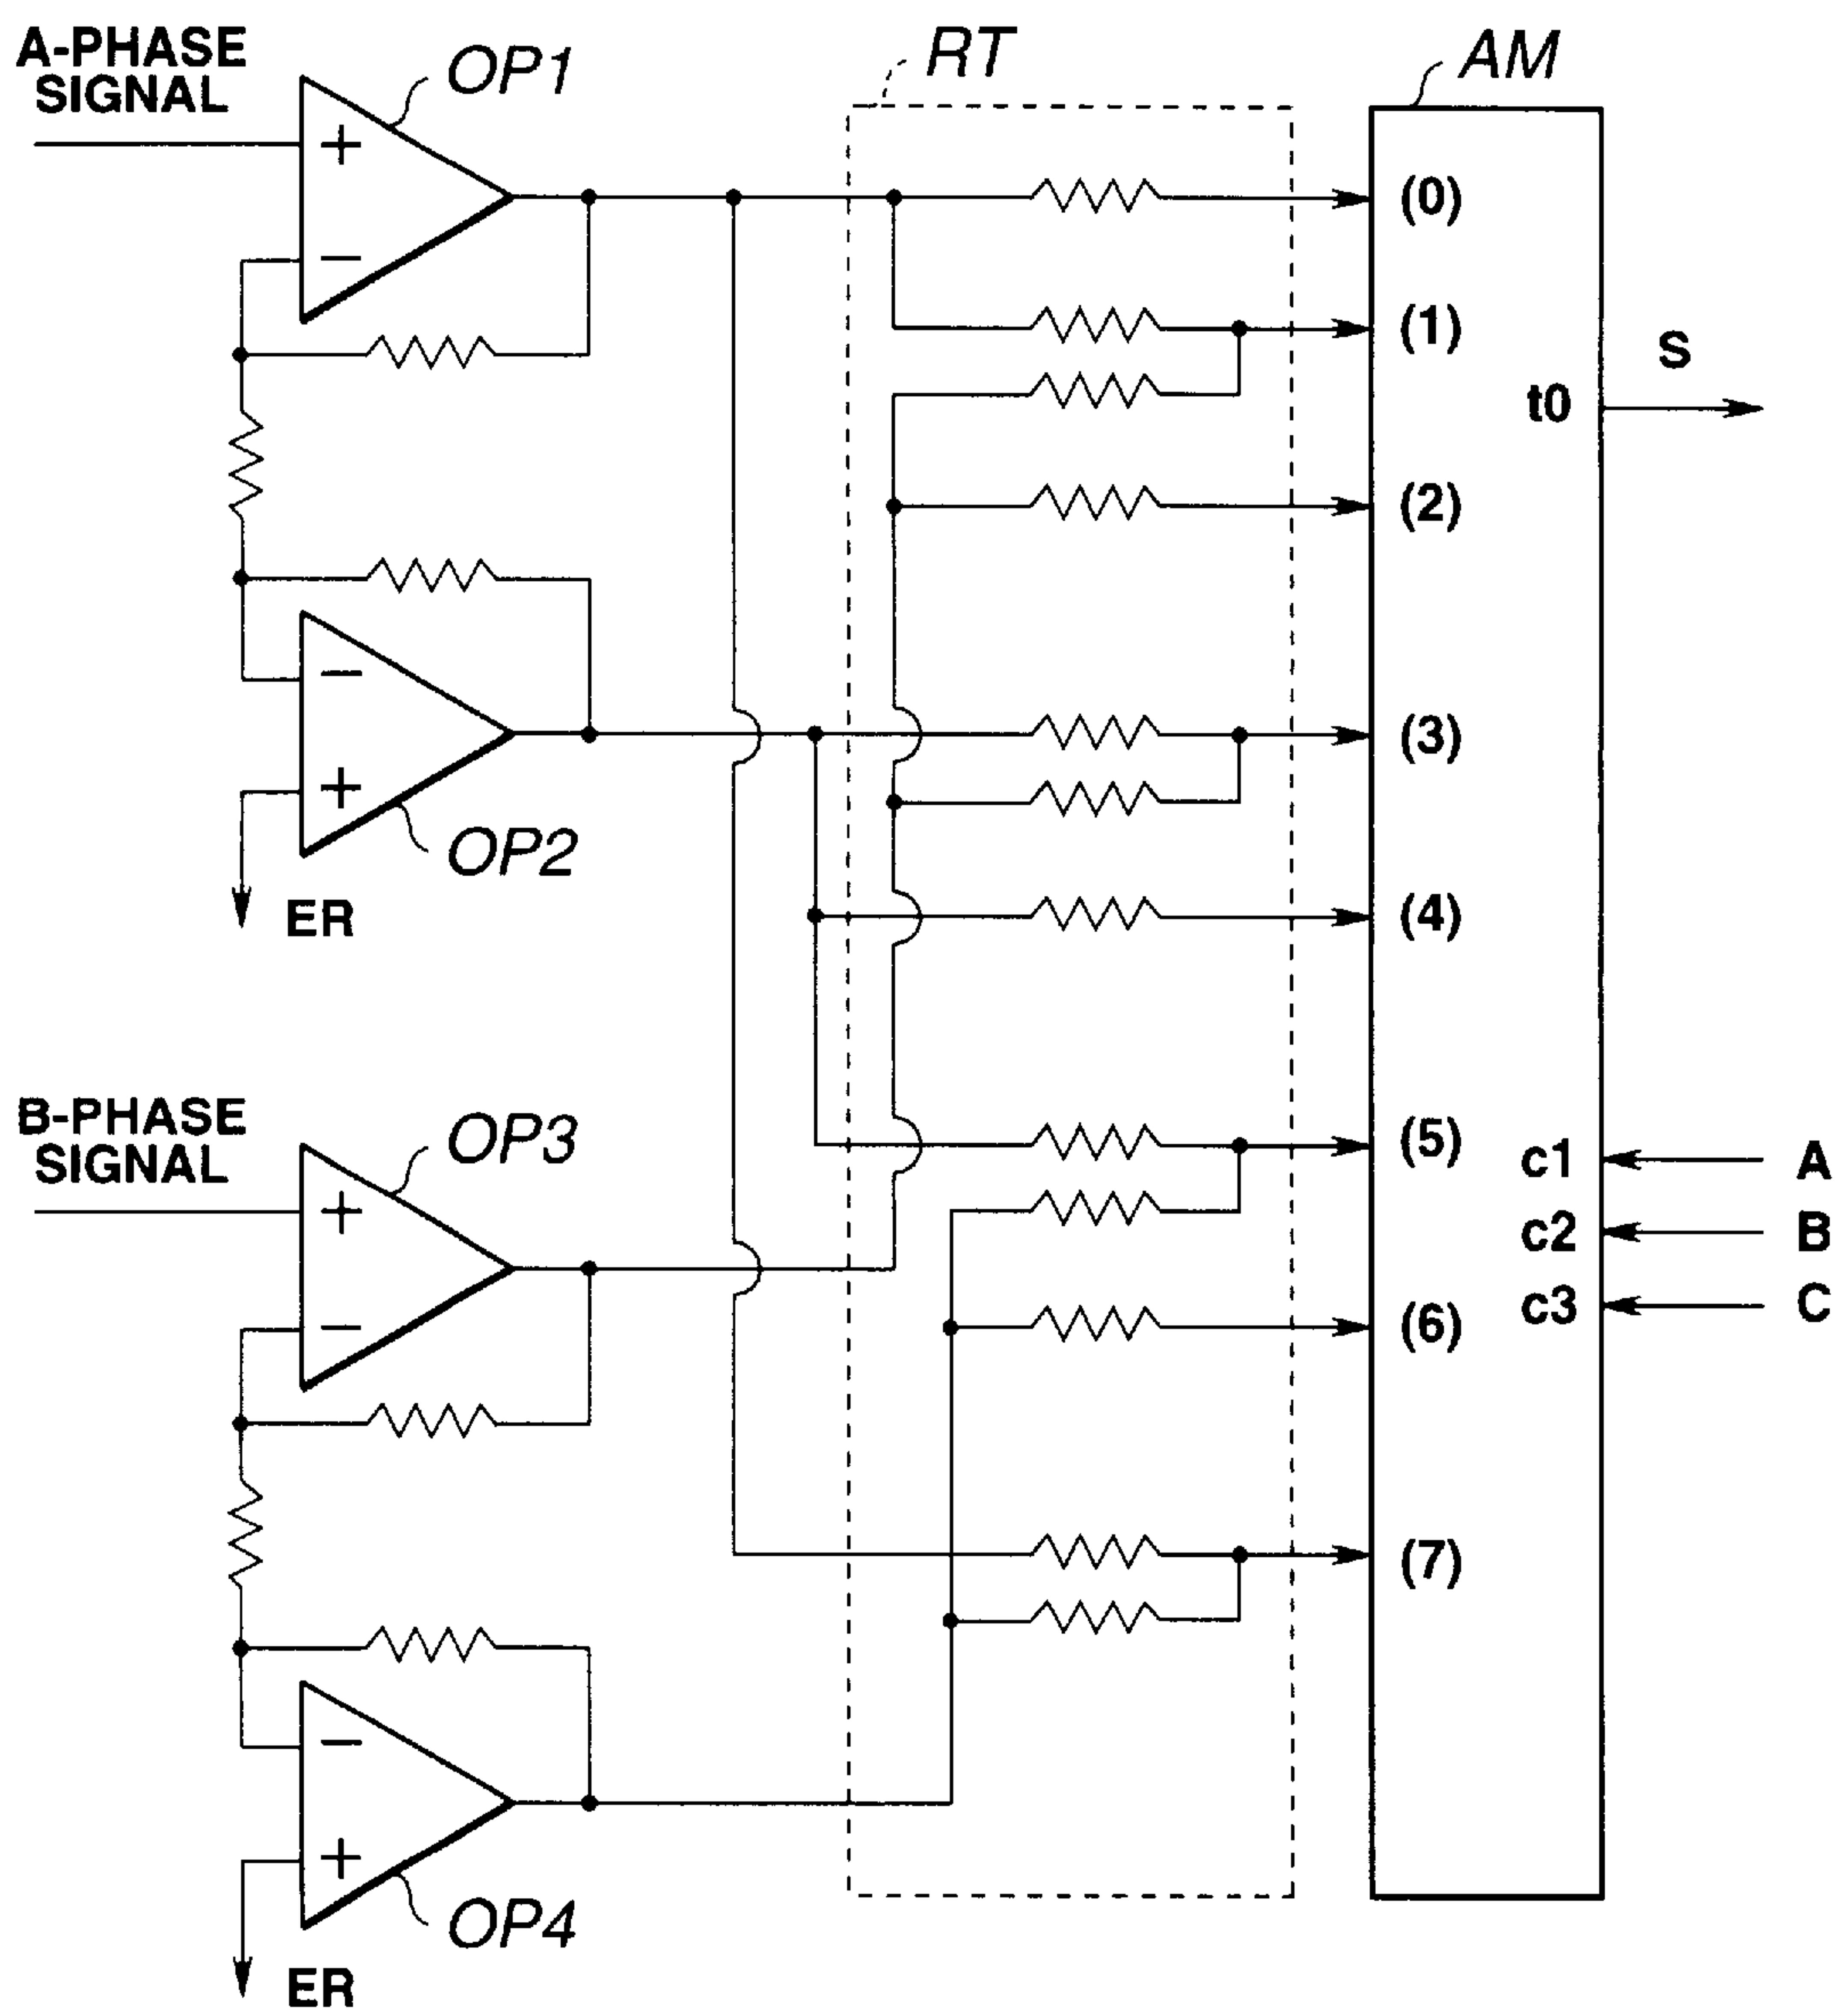 A-PHASE
SIGNAL
OP1
RT
AM
+
−
(0)
(1)
S
t0
(2)
−
+
OP2
ER
(3)
(4)
B-PHASE
SIGNAL
OP3
+
−
(5)
c1
A
c2
B
c3
C
(6)
(7)
−
+
OP4
ER